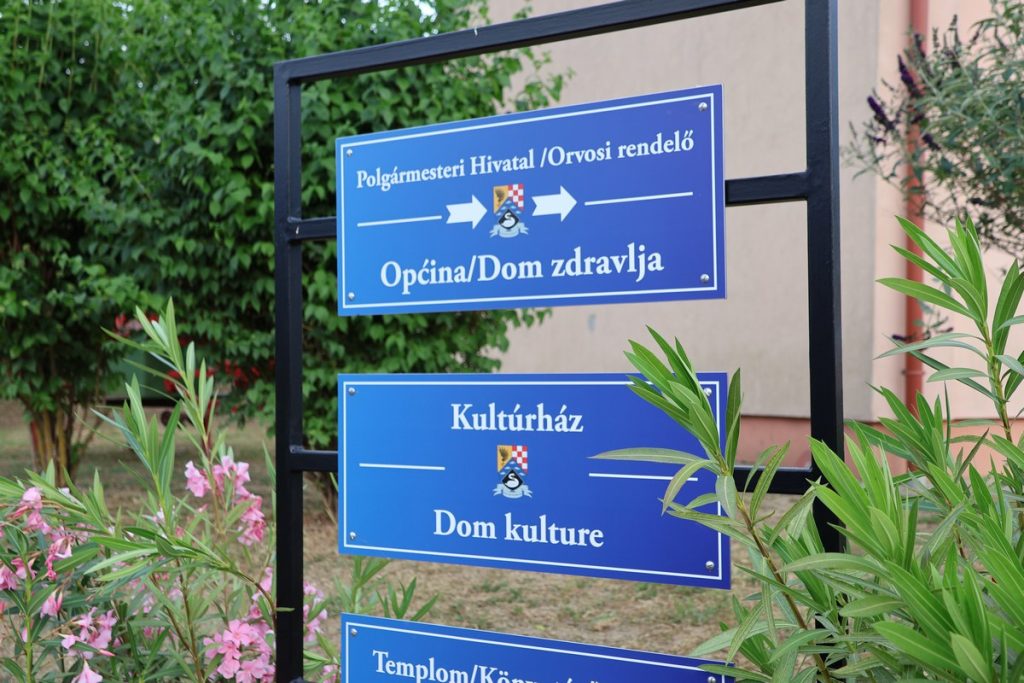 Polgármesteri Hivatal /Orvosi rendelő
Općina/Dom zdravlja
Kultúrház
Dom kulture
Templom/